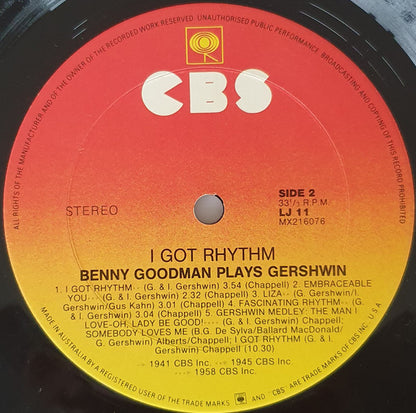 ALL RIGHTS OF THE MANUFACTURER AND OF THE OWNER OF THE RECORDED WORK RESERVED. UNAUTHORISED PUBLIC PERFORMANCE, BROADCASTING AND COPYING OF THIS RECORD PROHIBITED.
CBS
SIDE 2
33⅓ R.P.M.
STEREO
LJ 11
MX216076
I GOT RHYTHM
BENNY GOODMAN PLAYS GERSHWIN
1. I GOT RHYTHM·-· (G. & I. Gershwin) 3.54 (Chappell) 2. EMBRACEABLE
YOU·-·· (G. & I. Gershwin) 2.32 (Chappell) 3. LIZA·-·· (G. Gershwin/I.
Gershwin/Gus Kahn) 3.01 (Chappell) 4. FASCINATING RHYTHM·-· (G. & I.
Gershwin) 3.04 (Chappell) 5. GERSHWIN MEDLEY: THE MAN I
LOVE-OH, LADY BE GOOD!·-··· (G. & I. Gershwin/Chappell)
SOMEBODY LOVES ME (B.G. De Sylva/Ballard MacDonald/
G. Gershwin) Alberts/Chappell; I GOT RHYTHM (G. & I.
Gershwin) Chappell (10.30)
·-· 1941 CBS Inc. ·-·· 1945 CBS Inc.
·-··· 1958 CBS Inc.
MADE IN AUSTRALIA BY A REGISTERED USER OF THE TRADE MARKS AND "CBS" ARE TRADE MARKS OF CBS INC. U.S.A.